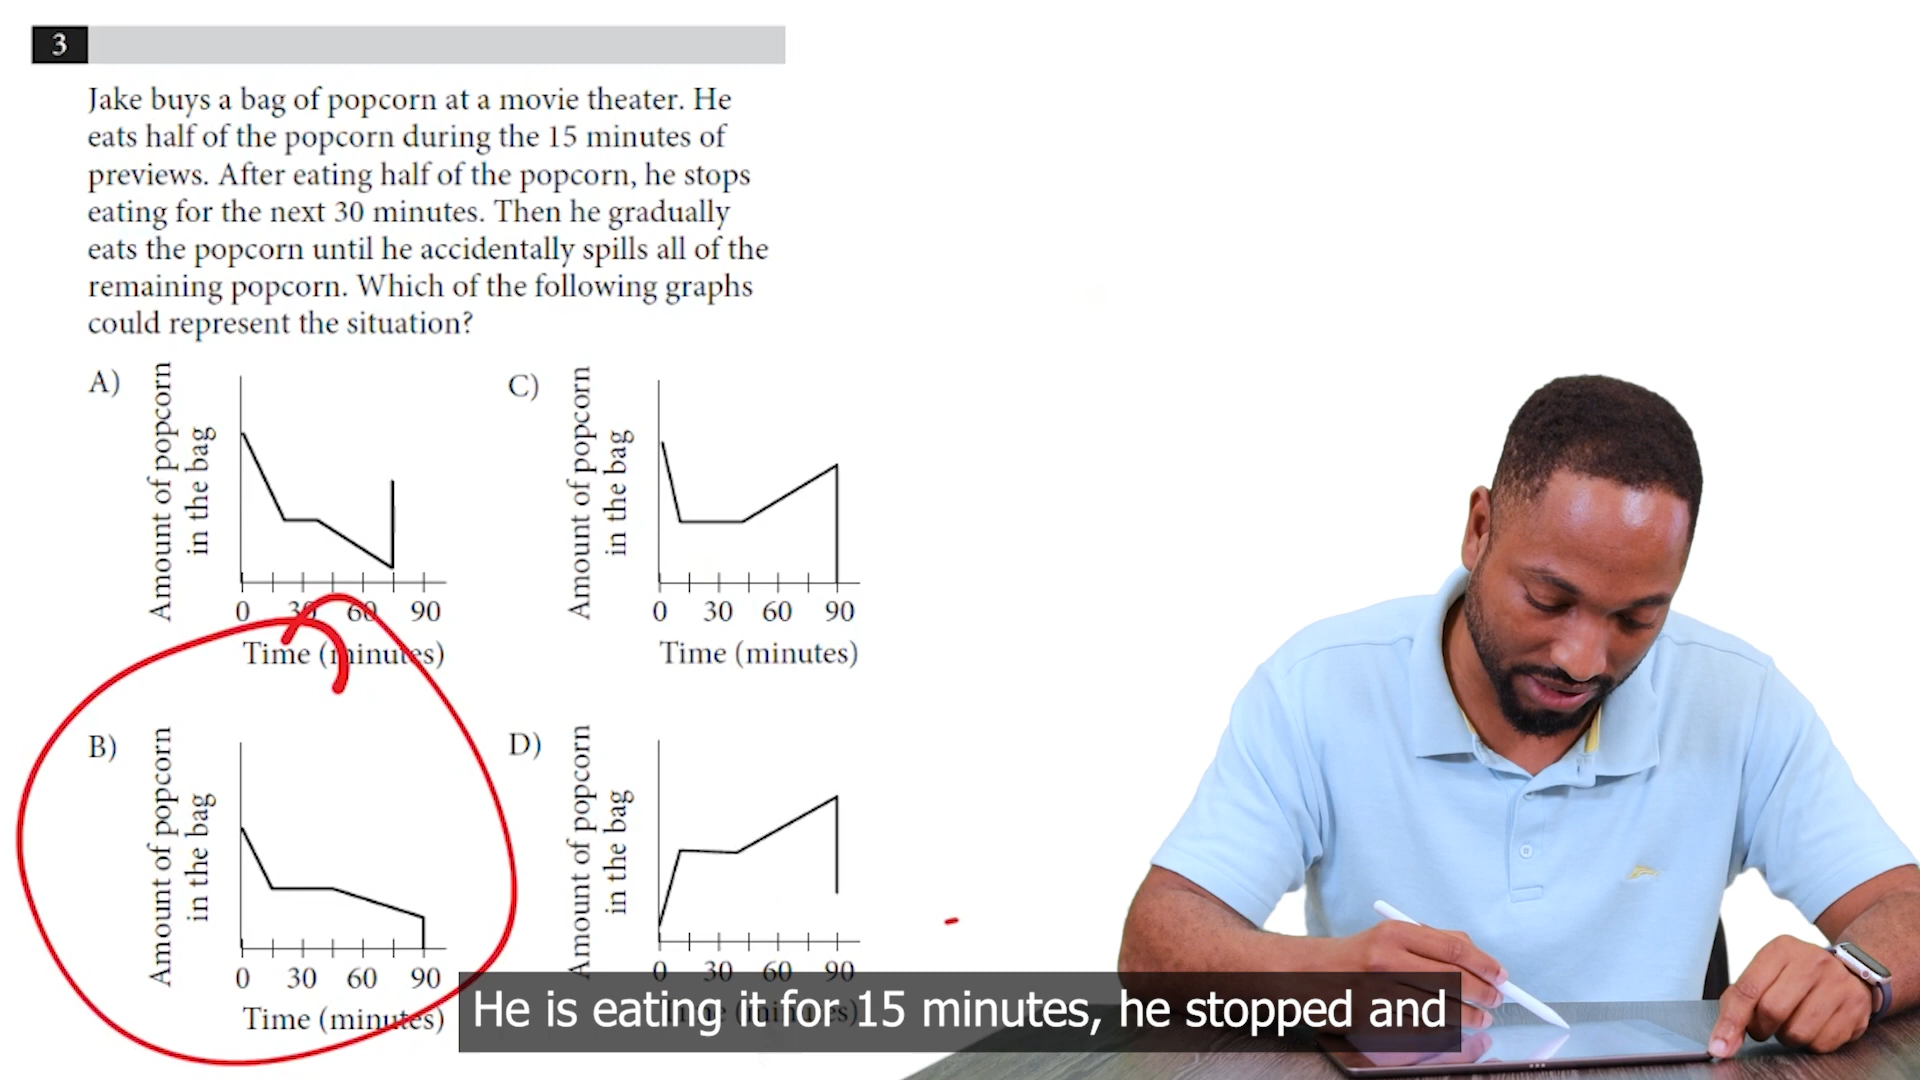 3
Jake buys a bag of popcorn at a movie theater. He
eats half of the popcorn during the 15 minutes of
previews. After eating half of the popcorn, he stops
eating for the next 30 minutes. Then he gradually
eats the popcorn until he accidentally spills all of the
remaining popcorn. Which of the following graphs
could represent the situation?
A)
Amount of popcorn
in the bag
0 30 60 90
Time (minutes)
B)
Amount of popcorn
in the bag
0 30 60 90
Time (minutes)
C)
Amount of popcorn
in the bag
0 30 60 90
Time (minutes)
D)
Amount of popcorn
in the bag
0 30 60 90
Time (minutes)
He is eating it for 15 minutes, he stopped and